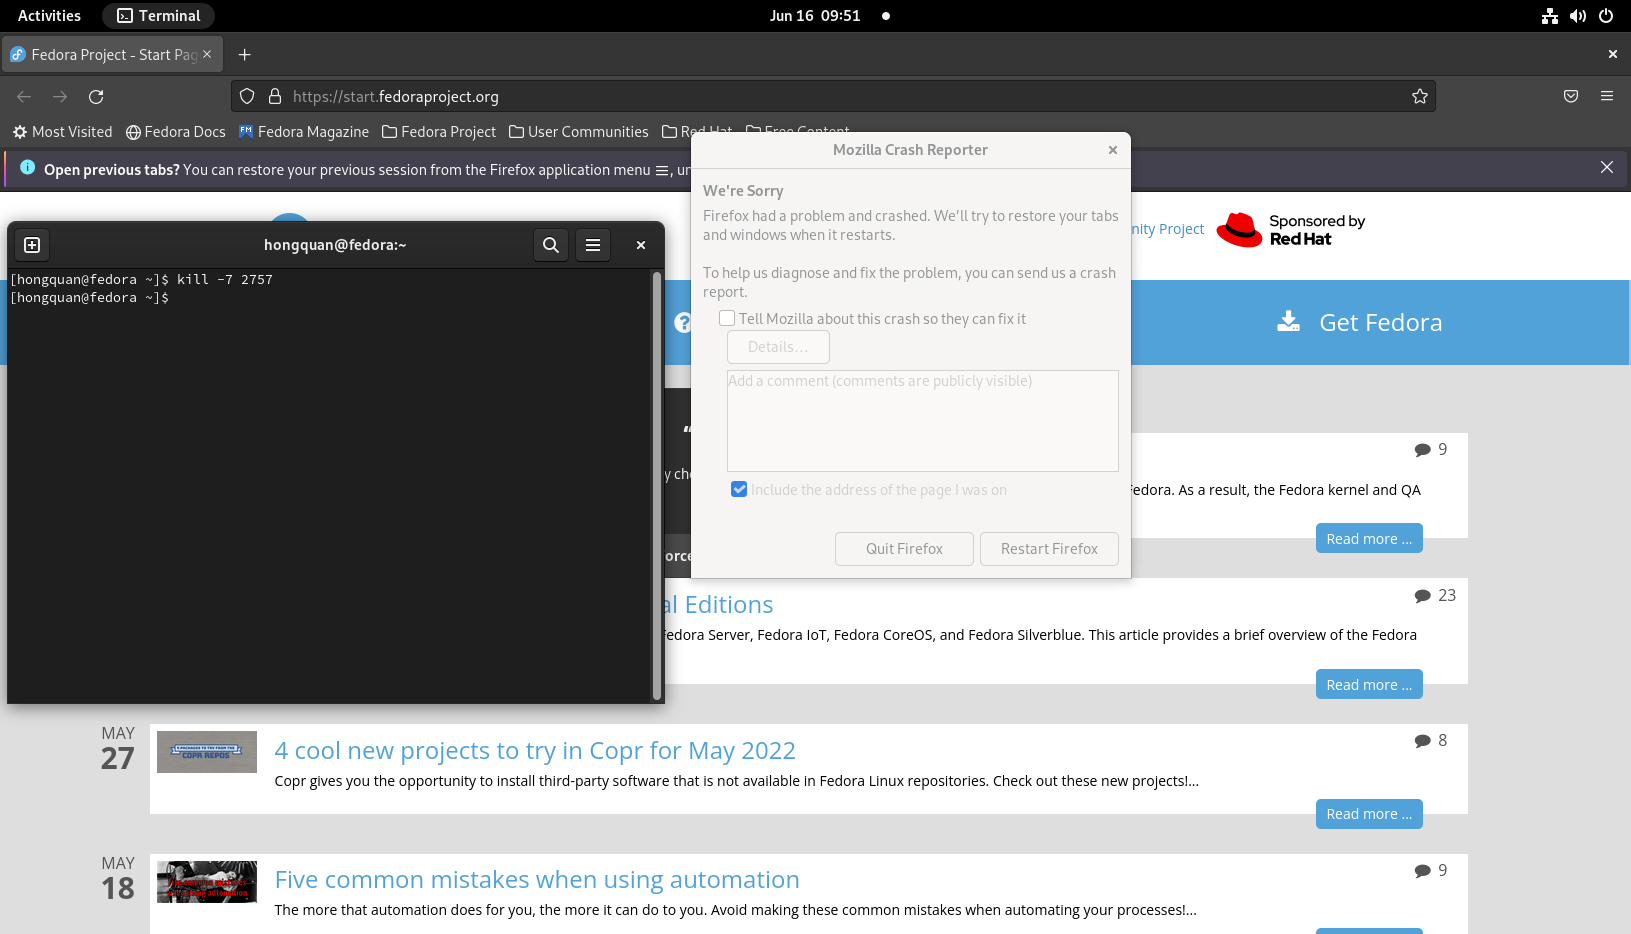 Activities
Terminal
Jun 16 09:51
Fedora Project - Start Pag
https://start.fedoraproject.org
Most Visited
Fedora Docs
Fedora Magazine
Fedora Project
User Communities
Red Hat
Free Content
Open previous tabs? You can restore your previous session from the Firefox application menu ☰, un
hongquan@fedora:~
[hongquan@fedora ~]$ kill -7 2757
[hongquan@fedora ~]$
Mozilla Crash Reporter
We're Sorry
Firefox had a problem and crashed. We'll try to restore your tabs
and windows when it restarts.
To help us diagnose and fix the problem, you can send us a crash
report.
Tell Mozilla about this crash so they can fix it
Details…
Add a comment (comments are publicly visible)
Include the address of the page I was on
Quit Firefox
Restart Firefox
nity Project
Sponsored by
Red Hat
Get Fedora
y che
orce
9
Fedora. As a result, the Fedora kernel and QA
Read more ...
al Editions
23
Fedora Server, Fedora IoT, Fedora CoreOS, and Fedora Silverblue. This article provides a brief overview of the Fedora
Read more ...
MAY
27
4 PACKAGES TO TRY FROM THE
COPR REPOS
4 cool new projects to try in Copr for May 2022
8
Copr gives you the opportunity to install third-party software that is not available in Fedora Linux repositories. Check out these new projects!...
Read more ...
MAY
18
Five common mistakes when using automation
9
The more that automation does for you, the more it can do to you. Avoid making these common mistakes when automating your processes!...